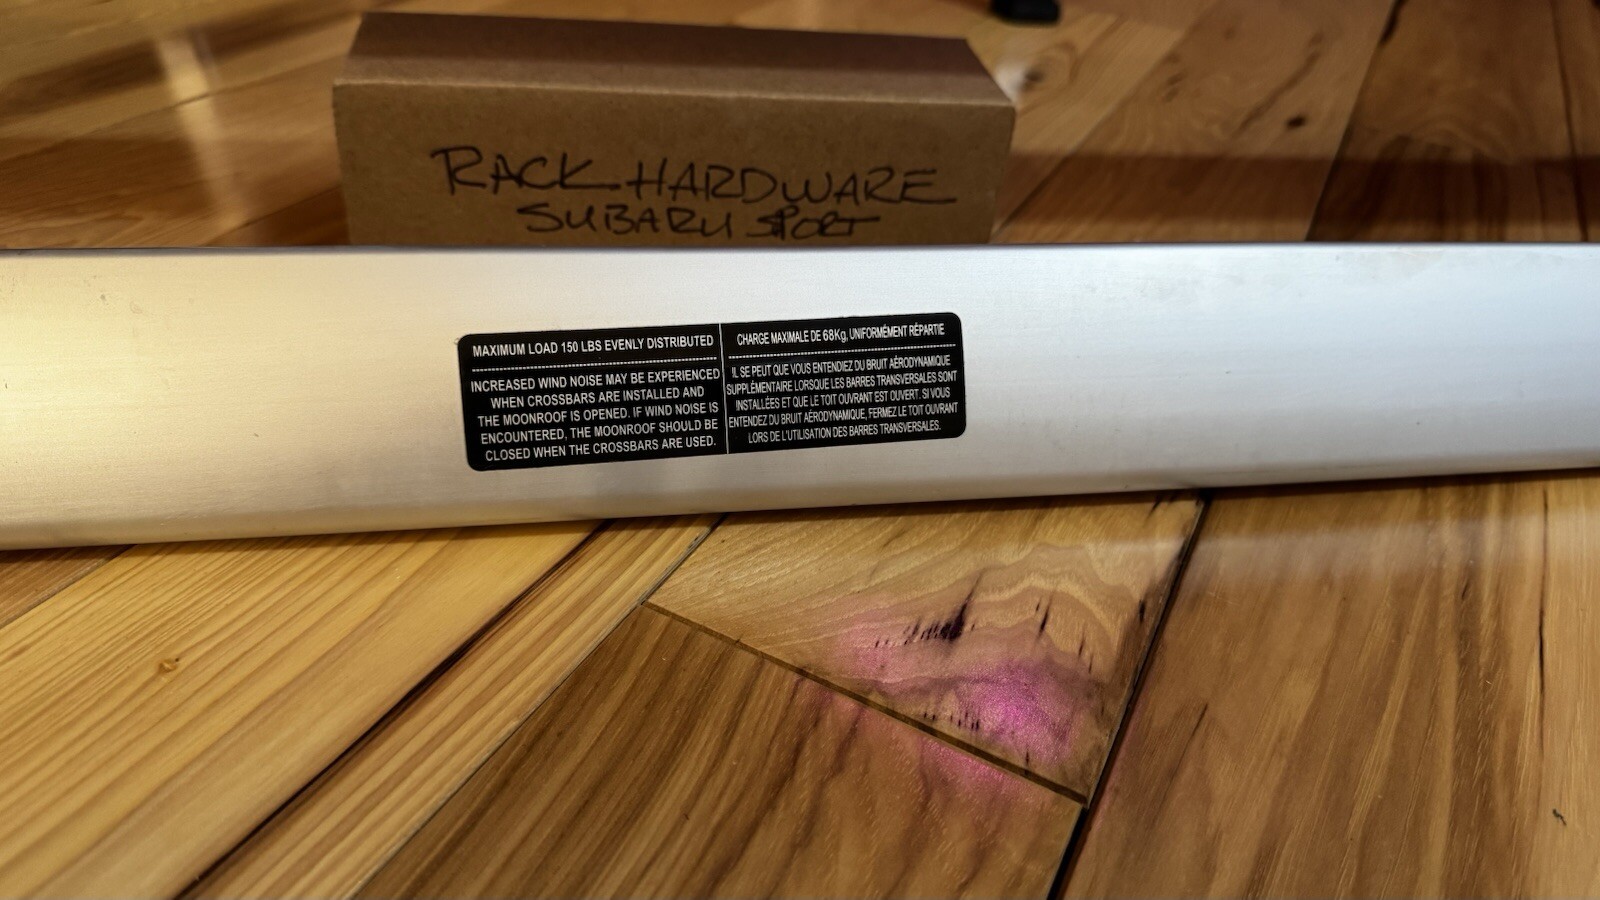 RACK HARDWARE
SUBARU SPORT
MAXIMUM LOAD 150 LBS EVENLY DISTRIBUTED
INCREASED WIND NOISE MAY BE EXPERIENCED
WHEN CROSSBARS ARE INSTALLED AND
THE MOONROOF IS OPENED. IF WIND NOISE IS
ENCOUNTERED, THE MOONROOF SHOULD BE
CLOSED WHEN THE CROSSBARS ARE USED.
CHARGE MAXIMALE DE 68Kg, UNIFORMÉMENT RÉPARTIE
IL SE PEUT QUE VOUS ENTENDIEZ DU BRUIT AÉRODYNAMIQUE
SUPPLÉMENTAIRE LORSQUE LES BARRES TRANSVERSALES SONT
INSTALLÉES ET QUE LE TOIT OUVRANT EST OUVERT. SI VOUS
ENTENDEZ DU BRUIT AÉRODYNAMIQUE, FERMEZ LE TOIT OUVRANT
LORS DE L'UTILISATION DES BARRES TRANSVERSALES.